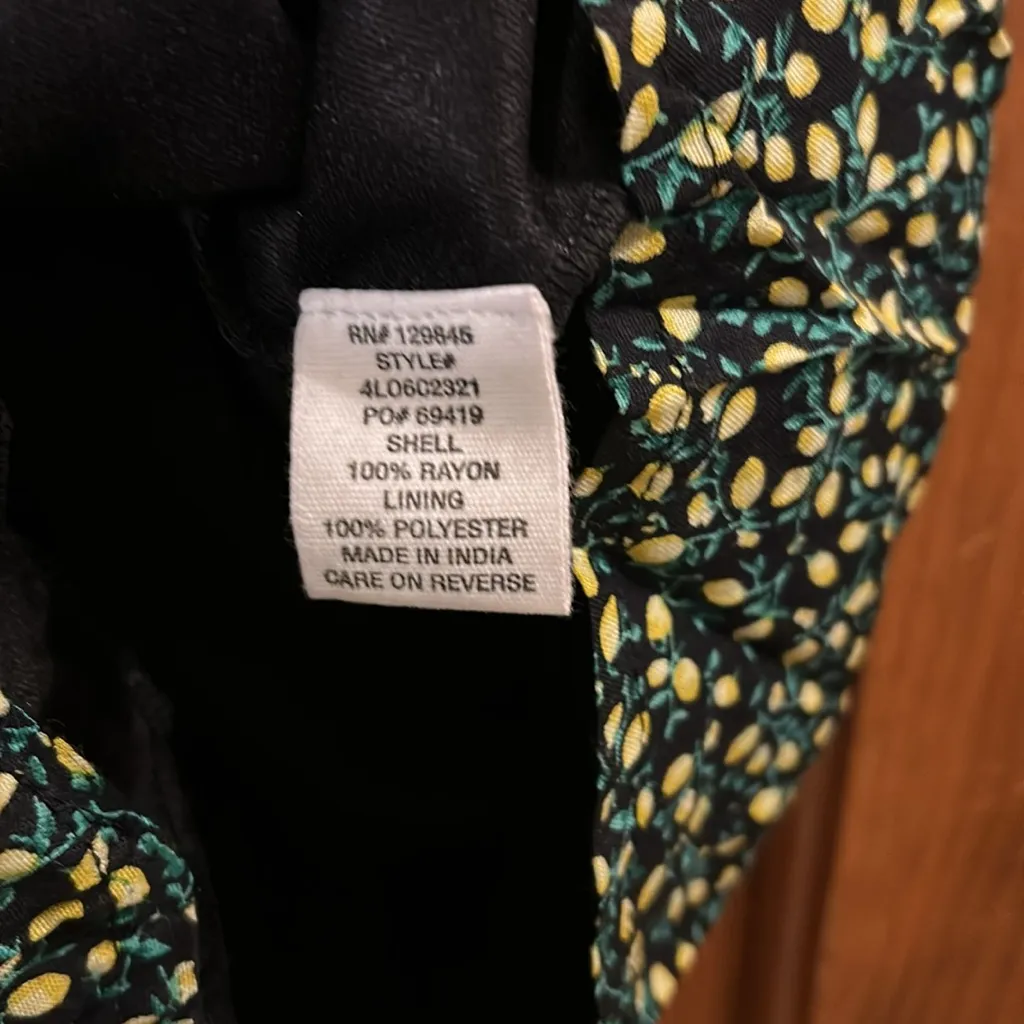 RN# 129845
STYLE#
4L0602321
PO# 69419
SHELL
100% RAYON
LINING
100% POLYESTER
MADE IN INDIA
CARE ON REVERSE